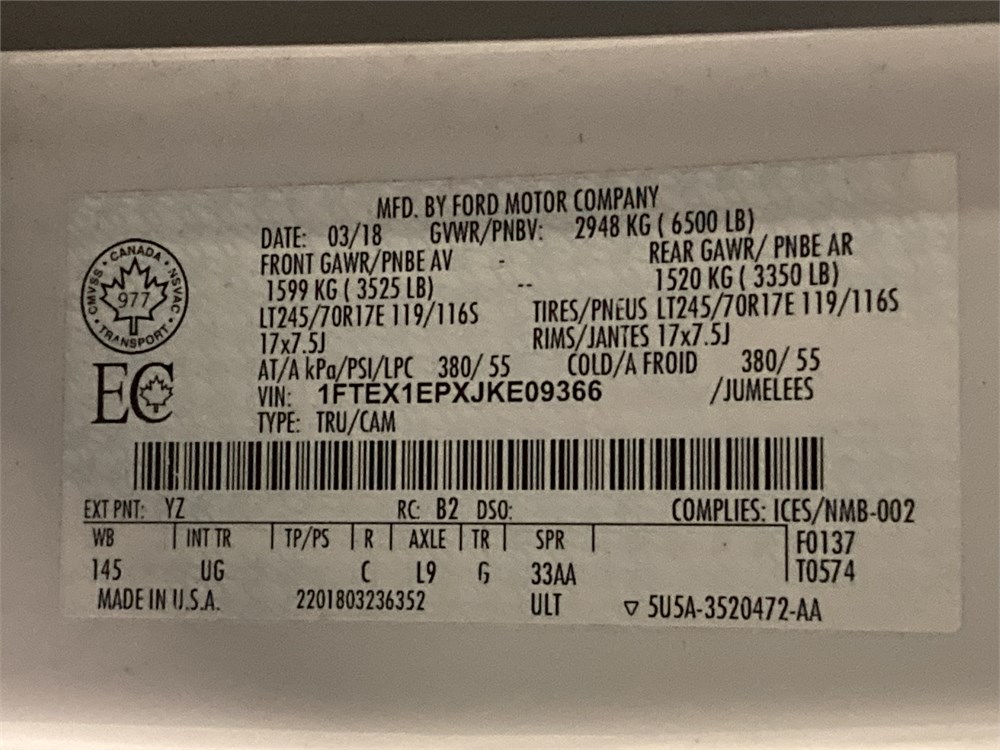 MFD. BY FORD MOTOR COMPANY
DATE: 03/18 GVWR/PNBV: 2948 KG ( 6500 LB)
FRONT GAWR/PNBE AV - REAR GAWR/ PNBE AR
1599 KG ( 3525 LB) -- 1520 KG ( 3350 LB)
LT245/70R17E 119/116S TIRES/PNEUS LT245/70R17E 119/116S
17x7.5J RIMS/JANTES 17x7.5J
AT/A kPa/PSI/LPC 380/ 55 COLD/A FROID 380/ 55
VIN: 1FTEX1EPXJKE09366 /JUMELEES
TYPE: TRU/CAM
CANADA · NSVAC · TRANSPORT · CMVSS
977
EC
EXT PNT: YZ RC: B2 DSO: COMPLIES: ICES/NMB-002
WB INT TR TP/PS R AXLE TR SPR F0137
145 UG C L9 G 33AA T0574
MADE IN U.S.A. 2201803236352 ULT ▽ 5U5A-3520472-AA